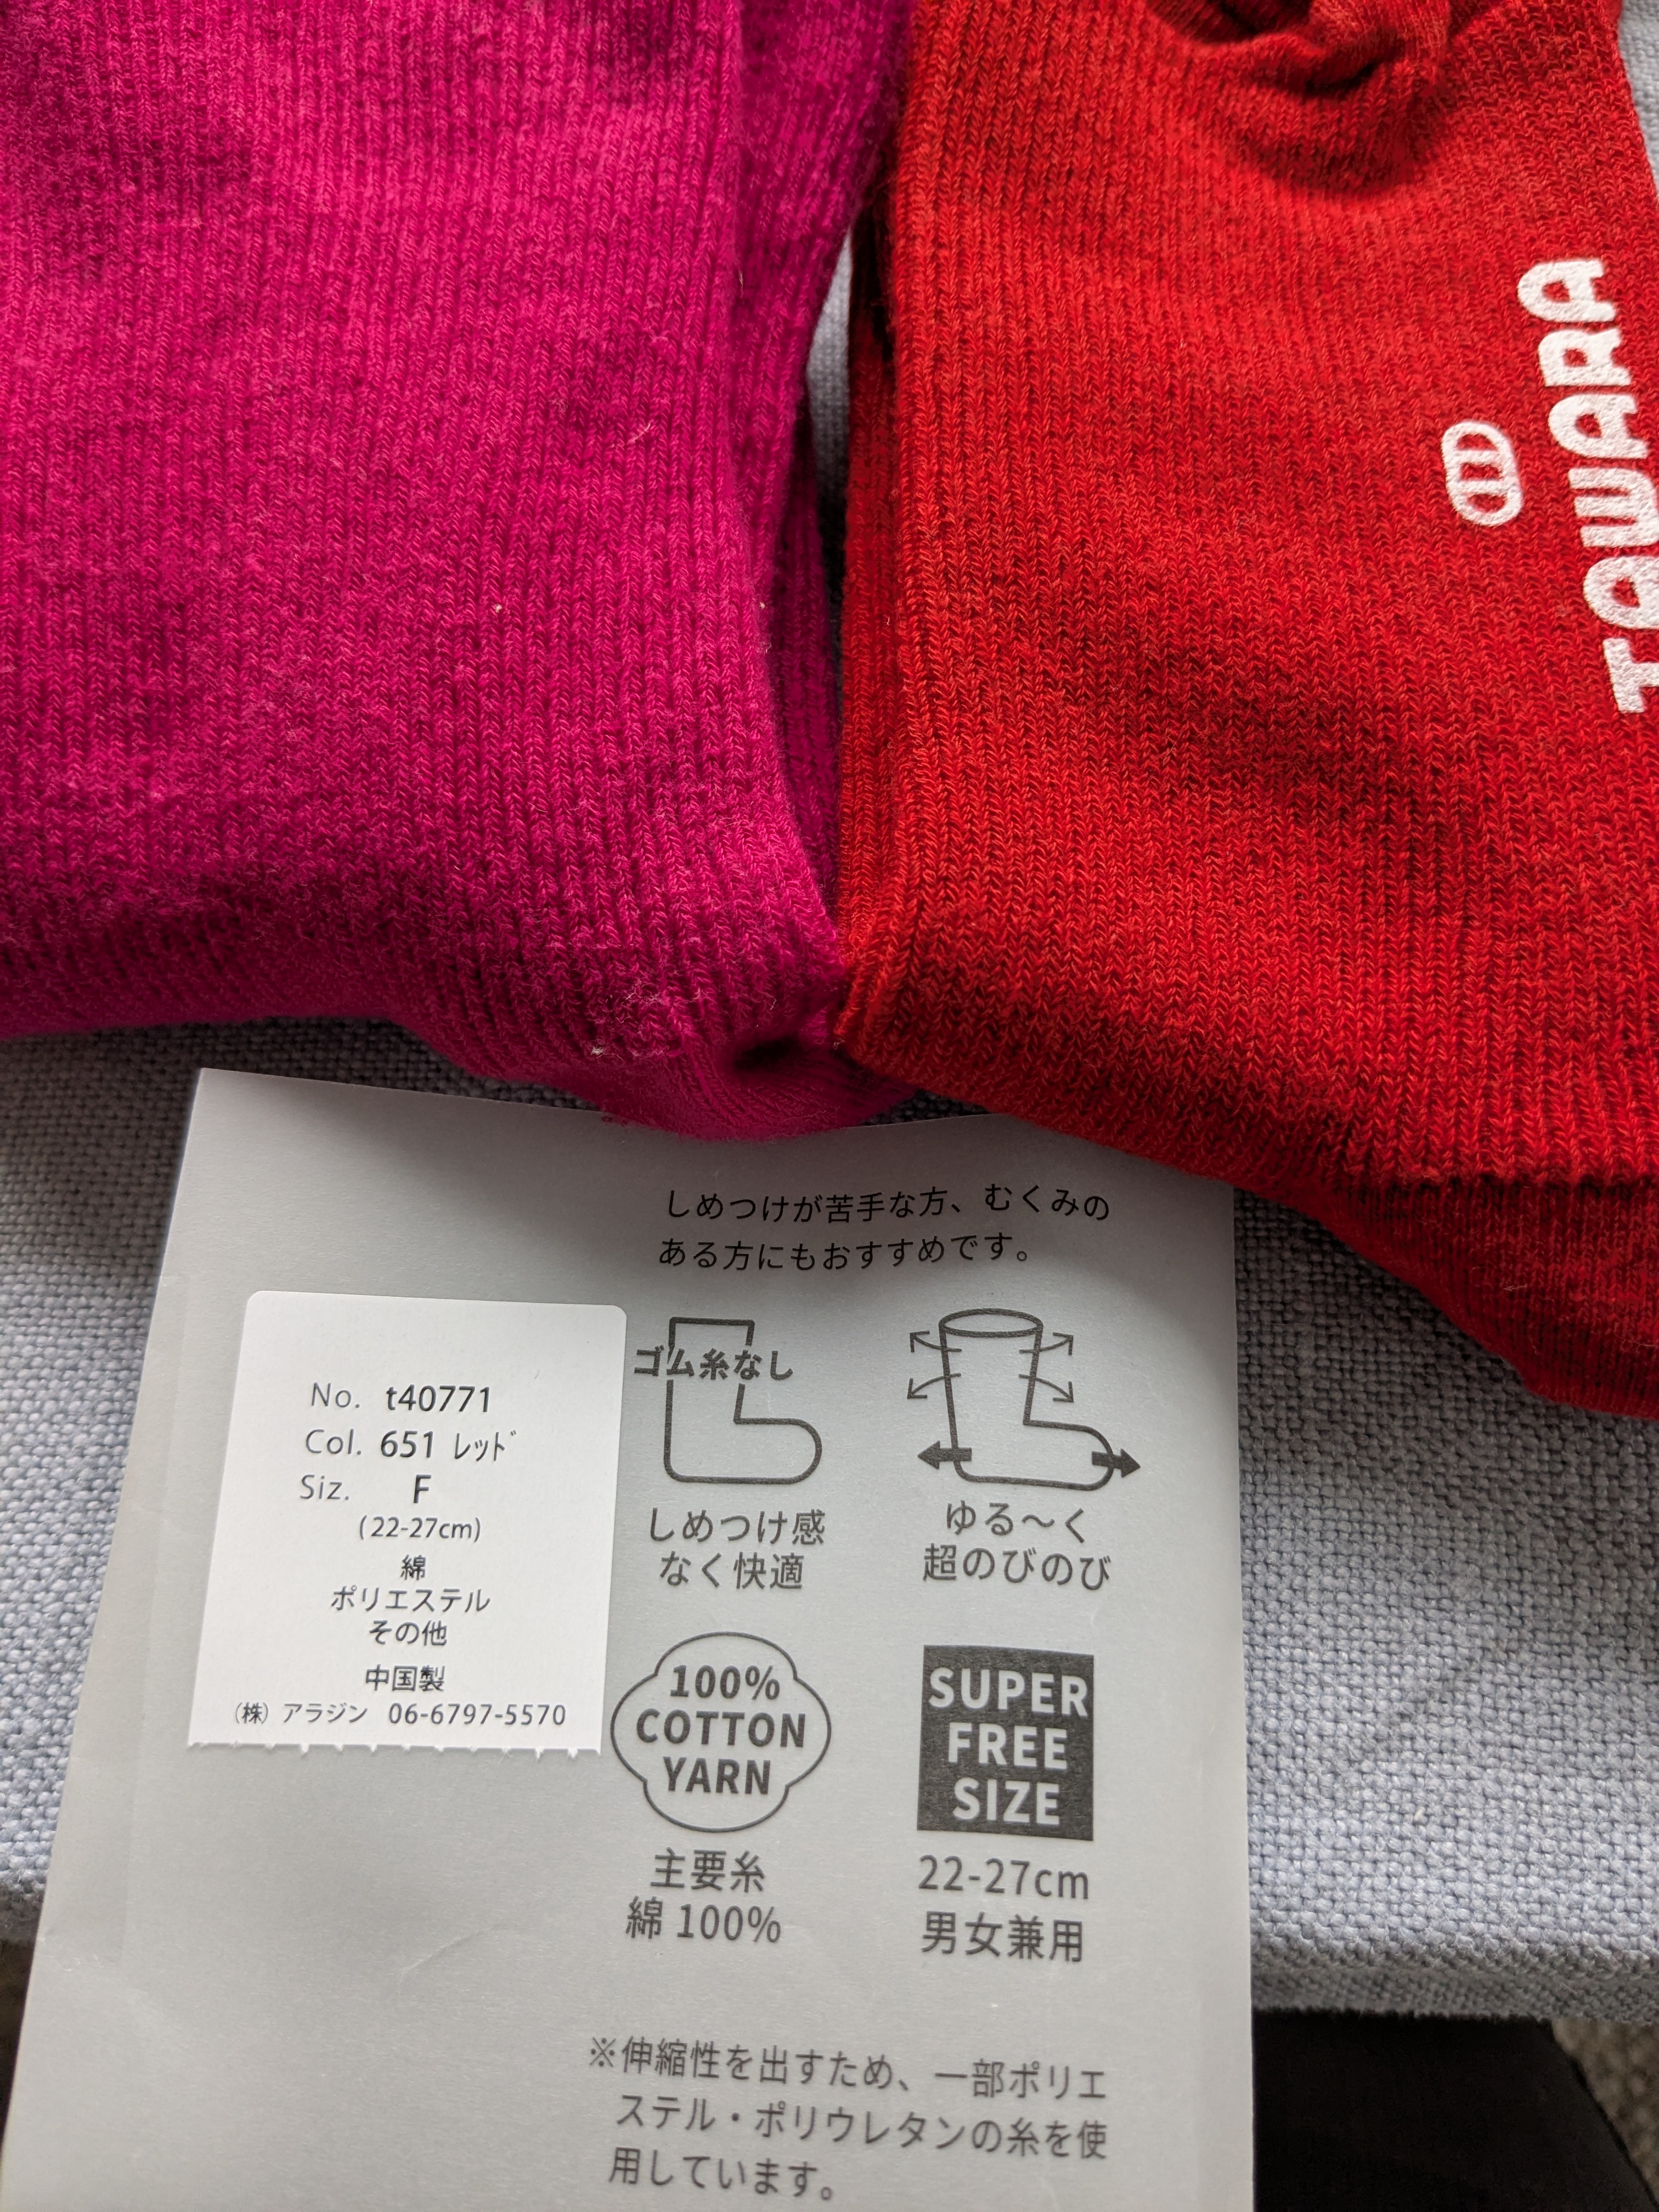 TAWARA
しめつけが苦手な方、むくみの
ある方にもおすすめです。
No. t40771
Col. 651 レッド
Siz. F
(22-27cm)
綿
ポリエステル
その他
中国製
(株) アラジン 06-6797-5570
ゴム糸なし
しめつけ感
なく快適
ゆる～く
超のびのび
100%
COTTON
YARN
主要糸
綿 100%
SUPER
FREE
SIZE
22-27cm
男女兼用
※伸縮性を出すため、一部ポリエ
ステル・ポリウレタンの糸を使
用しています。